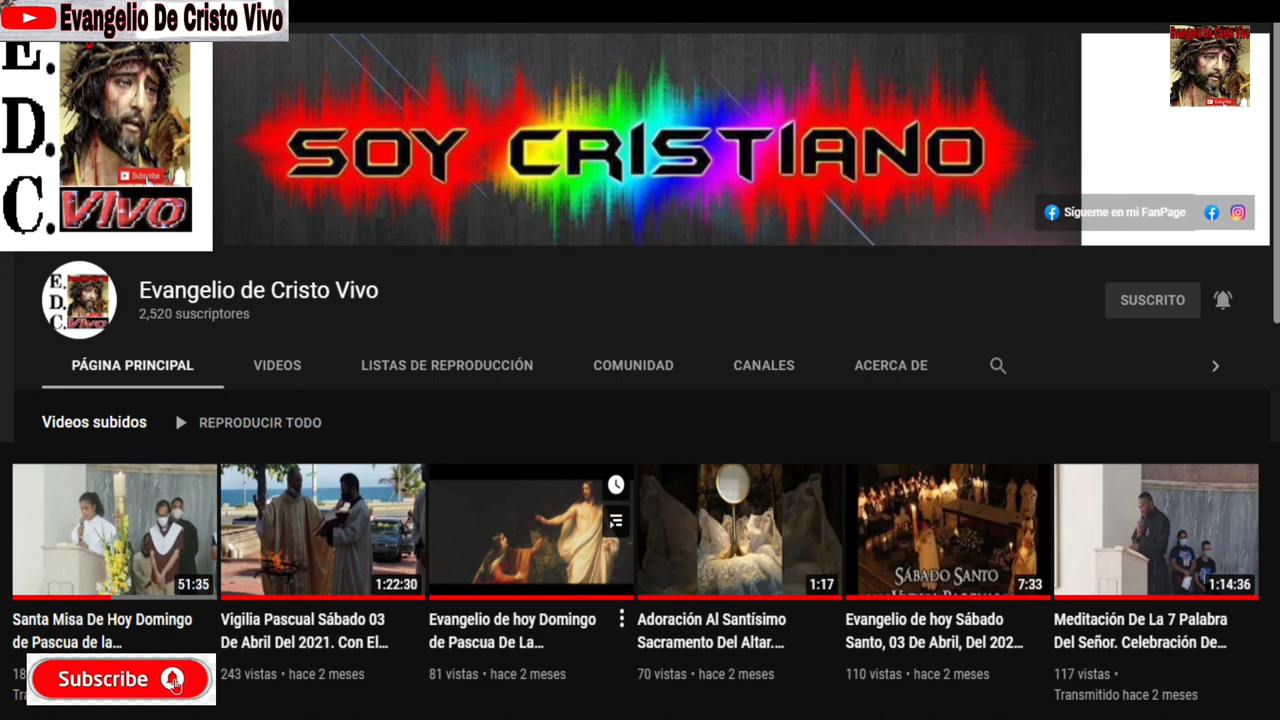 Evangelio De Cristo Vivo
E.
D.
C. Vivo
Subscribe
SOY CRISTIANO
Sígueme en mi FanPage
Evangelio de Cristo Vivo
2,520 suscriptores
SUSCRITO
PÁGINA PRINCIPAL VIDEOS LISTAS DE REPRODUCCIÓN COMUNIDAD CANALES ACERCA DE
Videos subidos REPRODUCIR TODO
51:35 1:22:30 1:17 SÁBADO SANTO 7:33 1:14:36
Santa Misa De Hoy Domingo
de Pascua de la...
Vigilia Pascual Sábado 03
De Abril Del 2021. Con El...
243 vistas • hace 2 meses
Evangelio de hoy Domingo
de Pascua De La...
81 vistas • hace 2 meses
Adoración Al Santísimo
Sacramento Del Altar....
70 vistas • hace 2 meses
Evangelio de hoy Sábado
Santo, 03 De Abril, Del 202...
110 vistas • hace 2 meses
Meditación De La 7 Palabra
Del Señor. Celebración De...
117 vistas •
Transmitido hace 2 meses
Subscribe